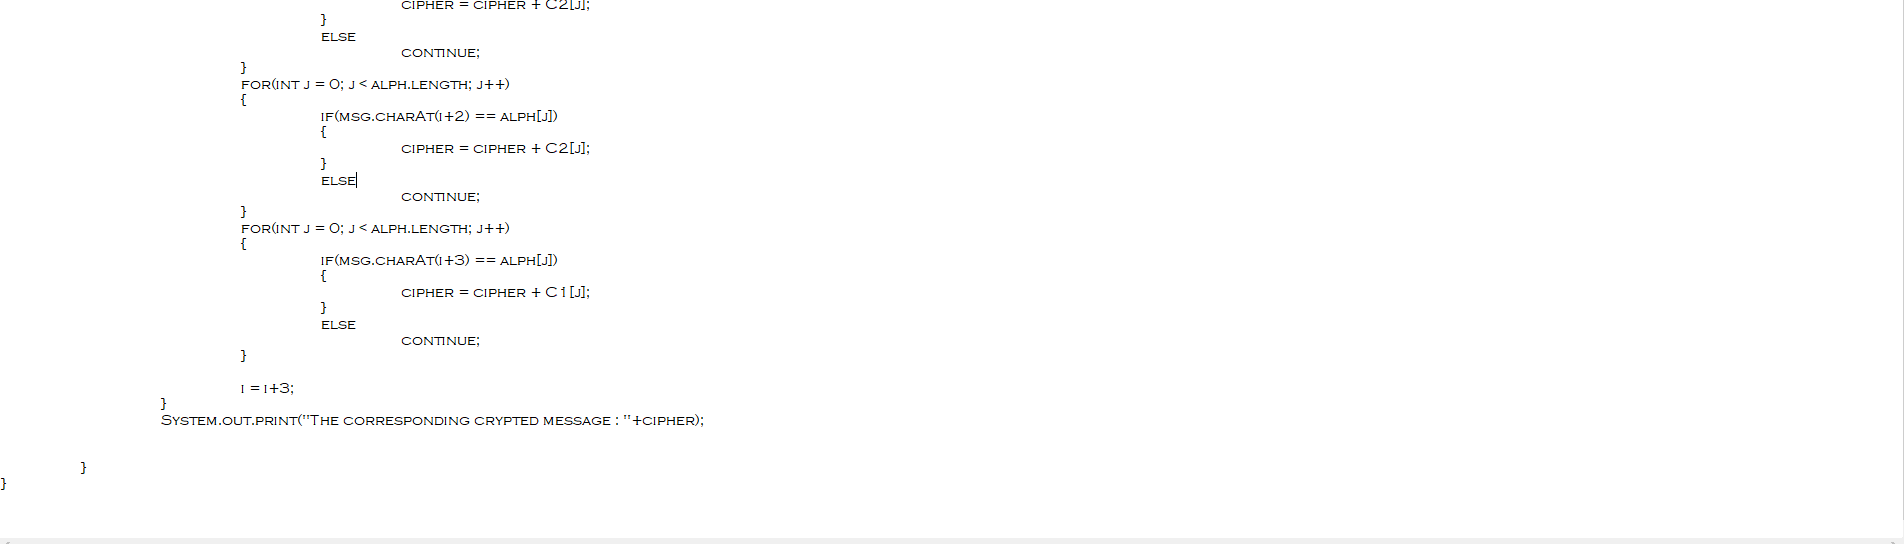 cipher = cipher + C2[j];
}
else
continue;
}
for(int j = 0; j < alph.length; j++)
{
if(msg.charAt(i+2) == alph[j])
{
cipher = cipher + C2[j];
}
else
continue;
}
for(int j = 0; j < alph.length; j++)
{
if(msg.charAt(i+3) == alph[j])
{
cipher = cipher + C1[j];
}
else
continue;
}
i = i+3;
}
System.out.print("The corresponding crypted message : "+cipher);
}
}